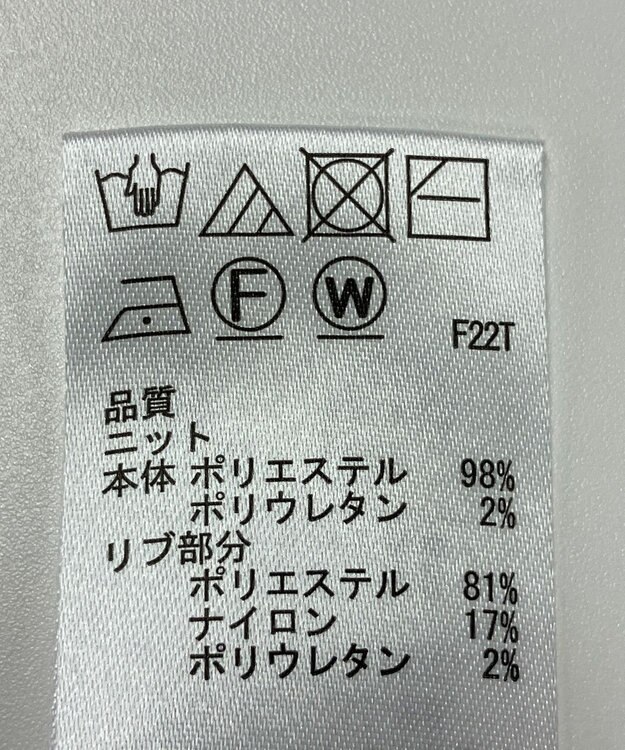 F W F22T
品質
ニット
本体 ポリエステル 98%
ポリウレタン 2%
リブ部分
ポリエステル 81%
ナイロン 17%
ポリウレタン 2%